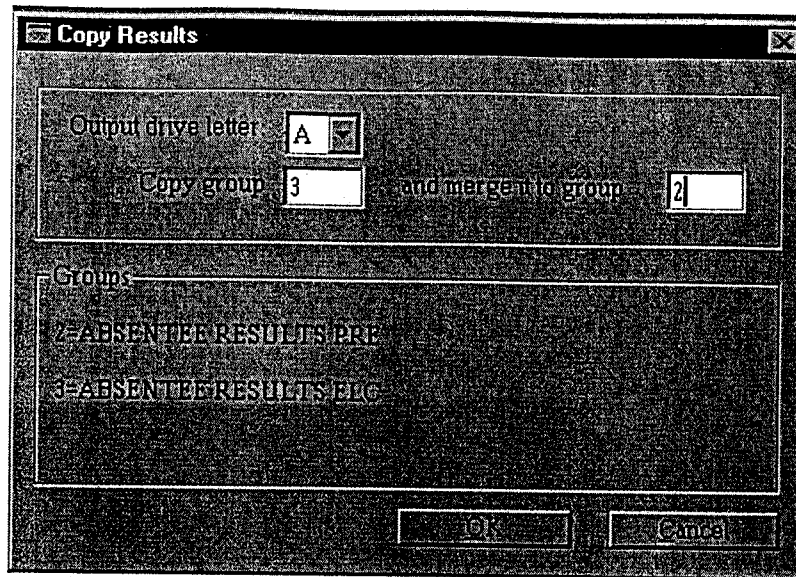 Copy Results
Output drive letter A
Copy group 3 and merge it to group 2
Groups
2=ABSENTEE RESULTS PRE
3=ABSENTEE RESULTS ELC
OK Cancel